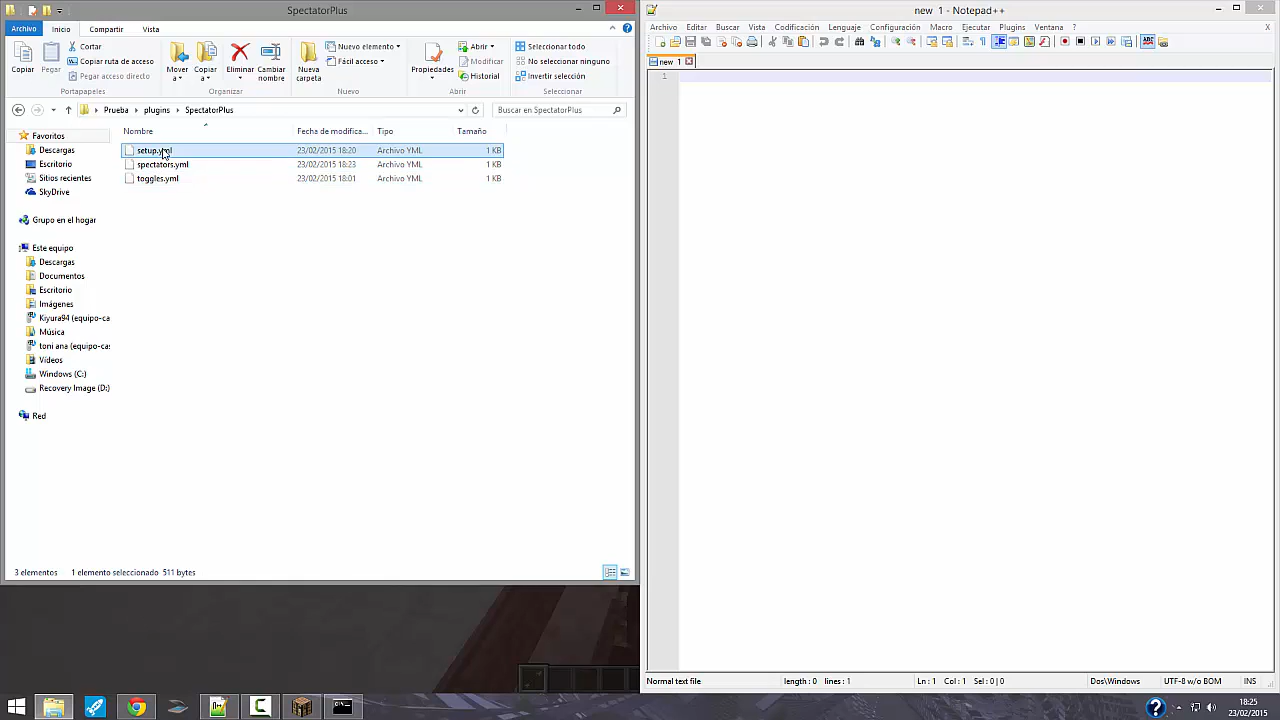 SpectatorPlus
Archivo Inicio Compartir Vista
Copiar
Pegar
Cortar
Copiar ruta de acceso
Pegar acceso directo
Portapapeles
Mover a
Copiar a
Eliminar
Cambiar nombre
Organizar
Nueva carpeta
Nuevo elemento
Fácil acceso
Nuevo
Propiedades
Abrir
Modificar
Historial
Abrir
Seleccionar todo
No seleccionar ninguno
Invertir selección
Seleccionar
Prueba plugins SpectatorPlus
Buscar en SpectatorPlus
Nombre Fecha de modifica... Tipo Tamaño
setup.yml 23/02/2015 18:20 Archivo YML 1 KB
spectators.yml 23/02/2015 18:23 Archivo YML 1 KB
toggles.yml 23/02/2015 18:01 Archivo YML 1 KB
Favoritos
Descargas
Escritorio
Sitios recientes
SkyDrive
Grupo en el hogar
Este equipo
Descargas
Documentos
Escritorio
Imágenes
Kiyura94 (equipo-ca
Música
toni ana (equipo-cas
Vídeos
Windows (C:)
Recovery Image (D:)
Red
3 elementos 1 elemento seleccionado 511 bytes
new 1 - Notepad++
Archivo Editar Buscar Vista Codificación Lenguaje Configuración Macro Ejecutar Plugins Ventana ? X
new 1
1
Normal text file length : 0 lines : 1 Ln : 1 Col : 1 Sel : 0 | 0 Dos\Windows UTF-8 w/o BOM INS
18:25
23/02/2015